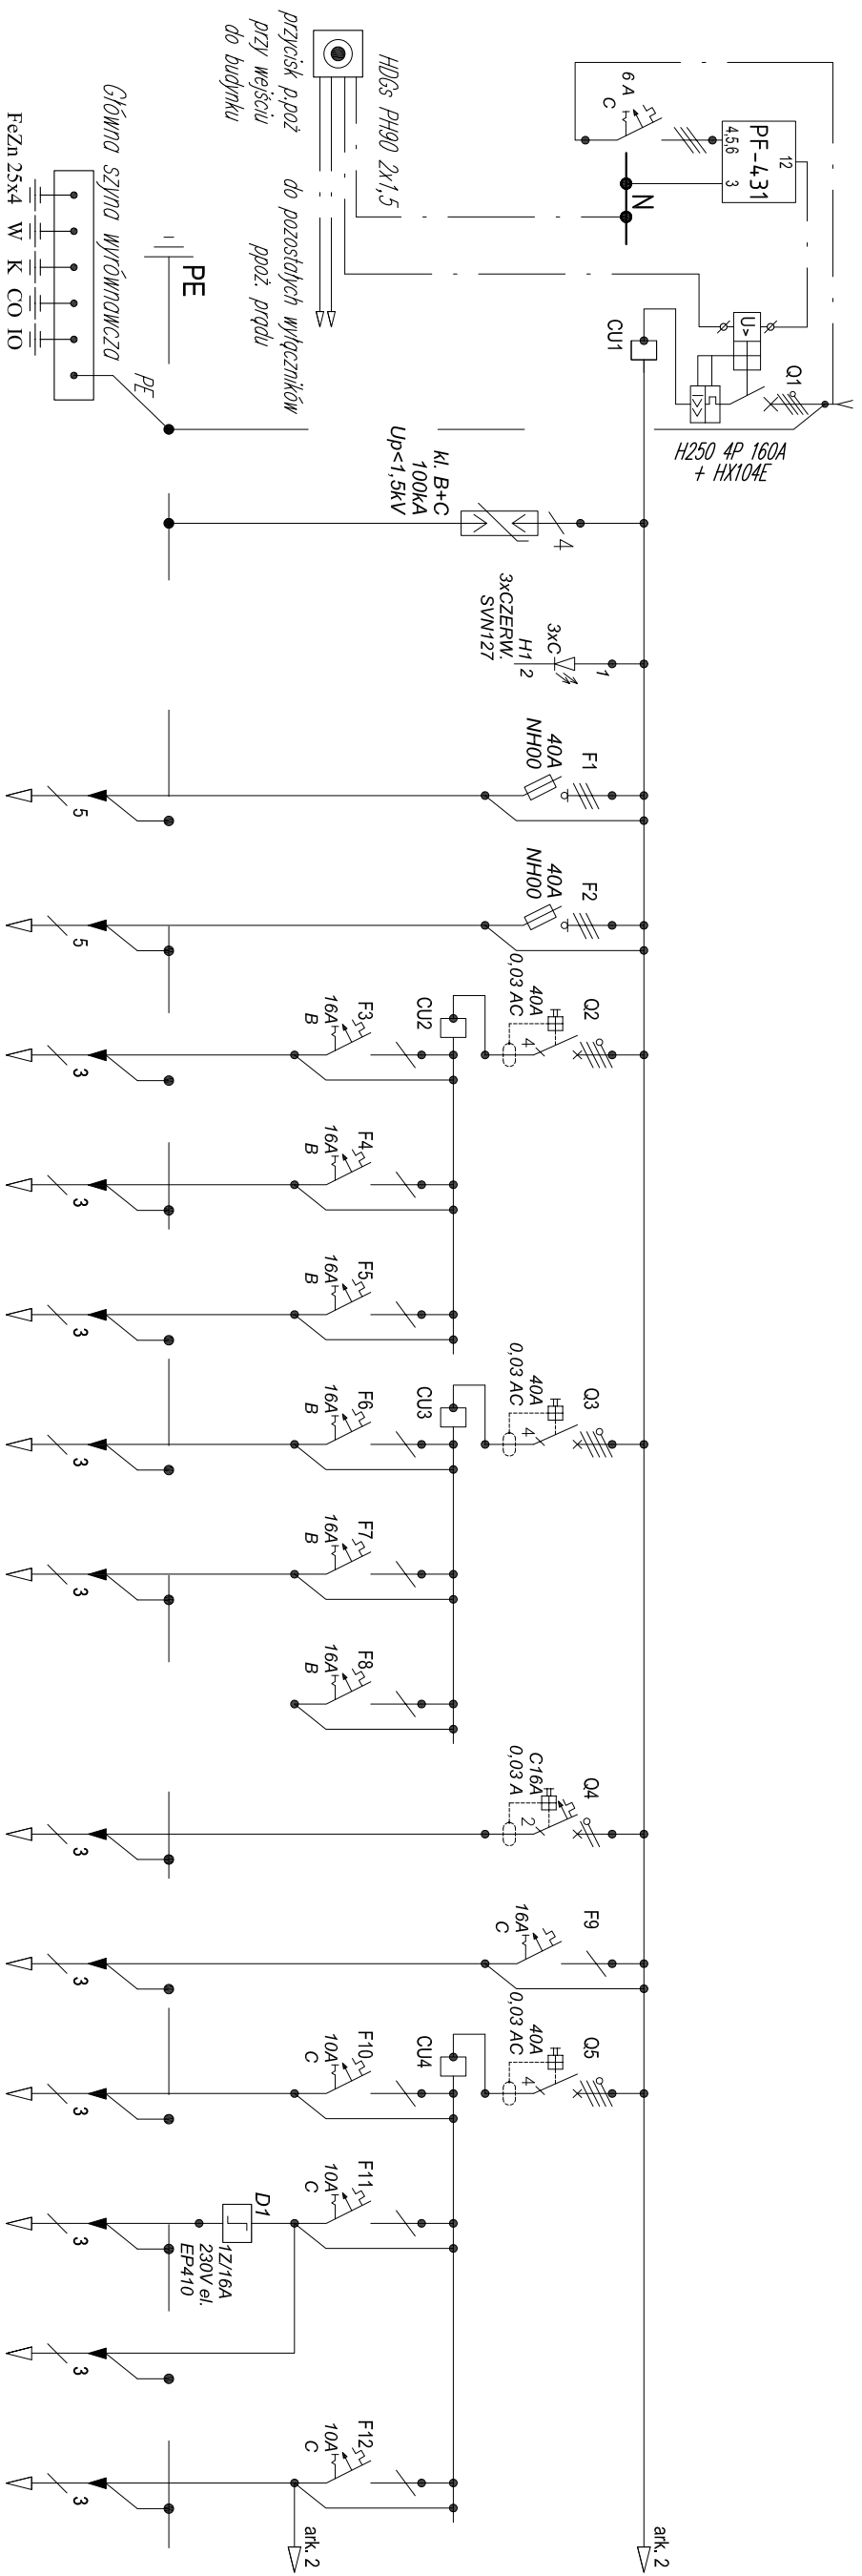 H250 4P 160A
+ HX104E
Q1
U>
I>>
CU1
PF-431
12
4,5,6
3
6 A
C
N
HDGs PH90 2x1,5
przycisk p.poż
przy wejściu
do budynku
do pozostałych wyłączników
ppoż. prądu
PE
PE
Główna szyna wyrównawcza
FeZn 25x4
W
K
CO
IO
4
kl. B+C
100kA
Up<1,5kV
1
3xC
H1
2
3xCZERW.
SVN127
F1
40A
NH00
5
F2
40A
NH00
5
Q2
40A
0,03 AC
4
CU2
F3
16A
B
3
F4
16A
B
3
F5
16A
B
3
Q3
40A
0,03 AC
4
CU3
F6
16A
B
3
F7
16A
B
3
F8
16A
B
Q4
C16A
0,03 A
2
3
F9
16A
C
3
Q5
40A
0,03 AC
4
CU4
F10
10A
C
3
F11
10A
C
D1
1Z/16A
230V el.
EP410
3
3
F12
10A
C
3
ark. 2
ark. 2